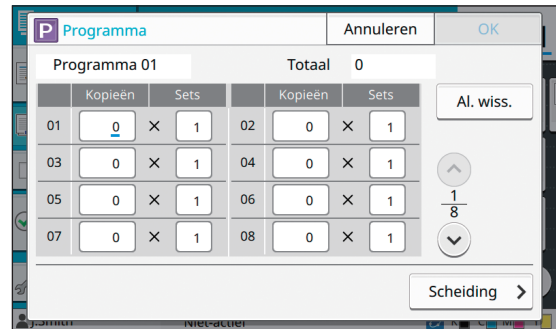 P Programma Annuleren OK
Programma 01 Totaal 0
Kopieën Sets Kopieën Sets Al. wiss.
01 0 × 1 02 0 × 1
03 0 × 1 04 0 × 1
1
8
05 0 × 1 06 0 × 1
07 0 × 1 08 0 × 1
Scheiding
J.Smith Niet-actief K C M